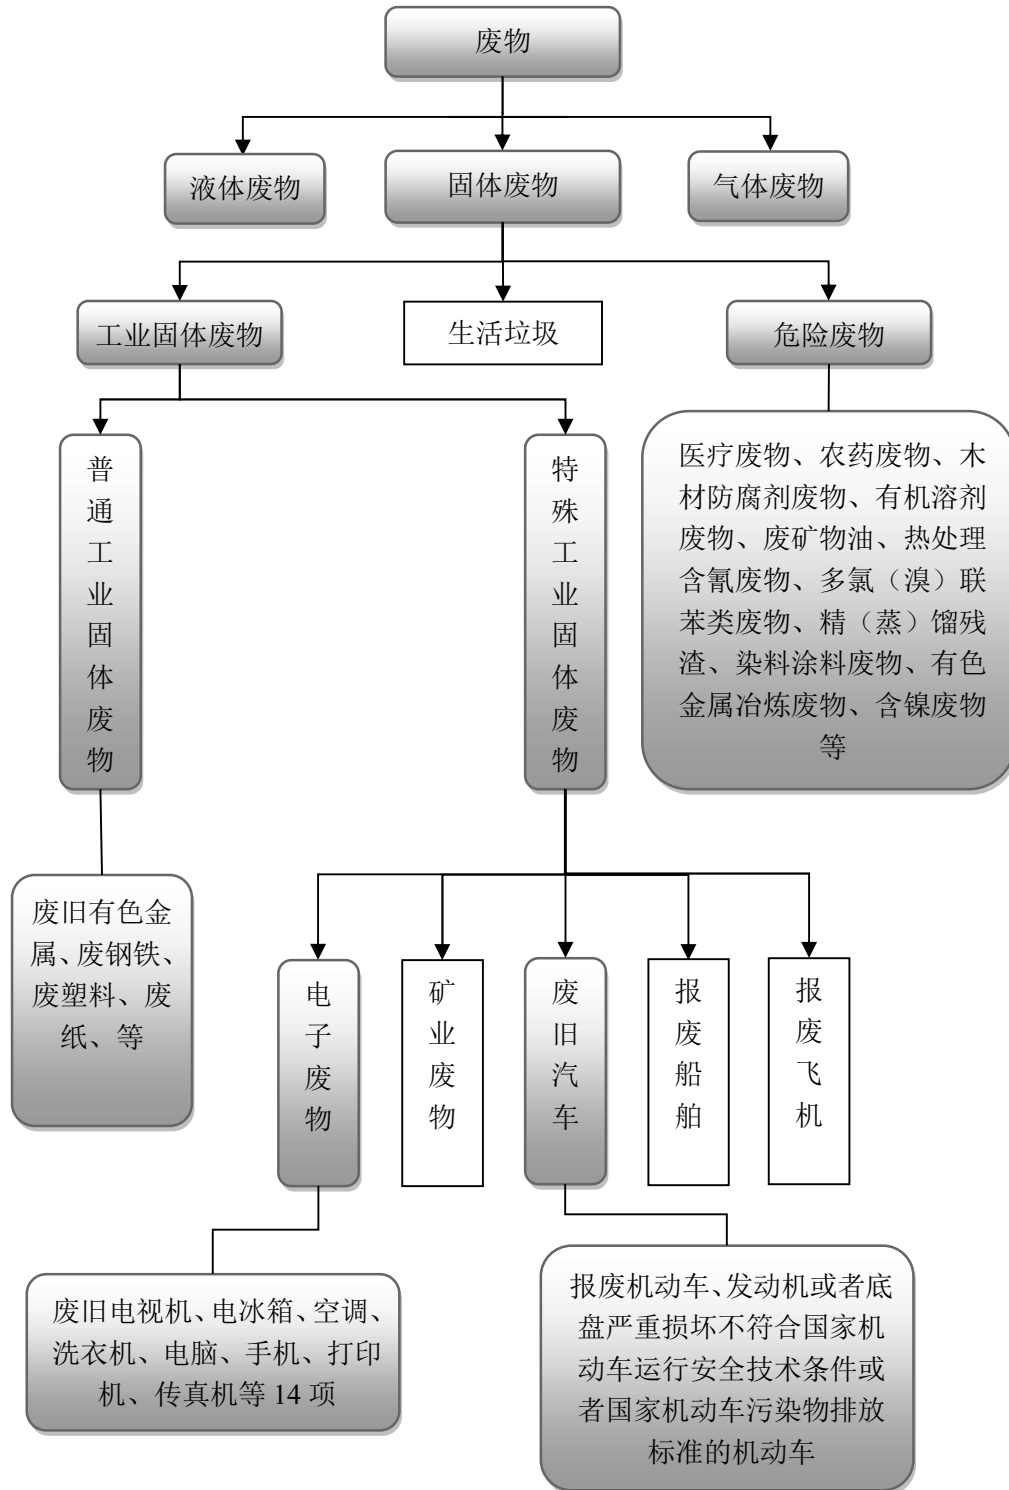 废物
液体废物
固体废物
气体废物
工业固体废物
生活垃圾
危险废物
普通工业固体废物
特殊工业固体废物
医疗废物、农药废物、木
材防腐剂废物、有机溶剂
废物、废矿物油、热处理
含氰废物、多氯（溴）联
苯类废物、精（蒸）馏残
渣、染料涂料废物、有色
金属冶炼废物、含镍废物
等
废旧有色金
属、废钢铁、
废塑料、废
纸、等
电子废物
矿业废物
废旧汽车
报废船舶
报废飞机
废旧电视机、电冰箱、空调、
洗衣机、电脑、手机、打印
机、传真机等 14 项
报废机动车、发动机或者底
盘严重损坏不符合国家机
动车运行安全技术条件或
者国家机动车污染物排放
标准的机动车